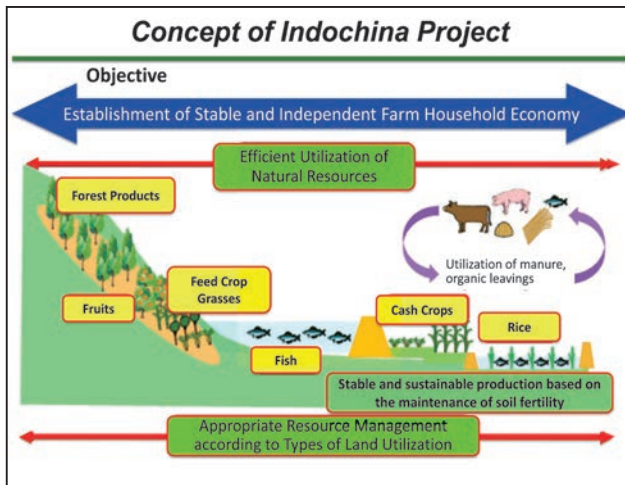 Concept of Indochina Project
Objective
Establishment of Stable and Independent Farm Household Economy
Efficient Utilization of
Natural Resources
Forest Products
Feed Crop
Grasses
Fruits
Fish
Utilization of manure,
organic leavings
Cash Crops
Rice
Stable and sustainable production based on
the maintenance of soil fertility
Appropriate Resource Management
according to Types of Land Utilization